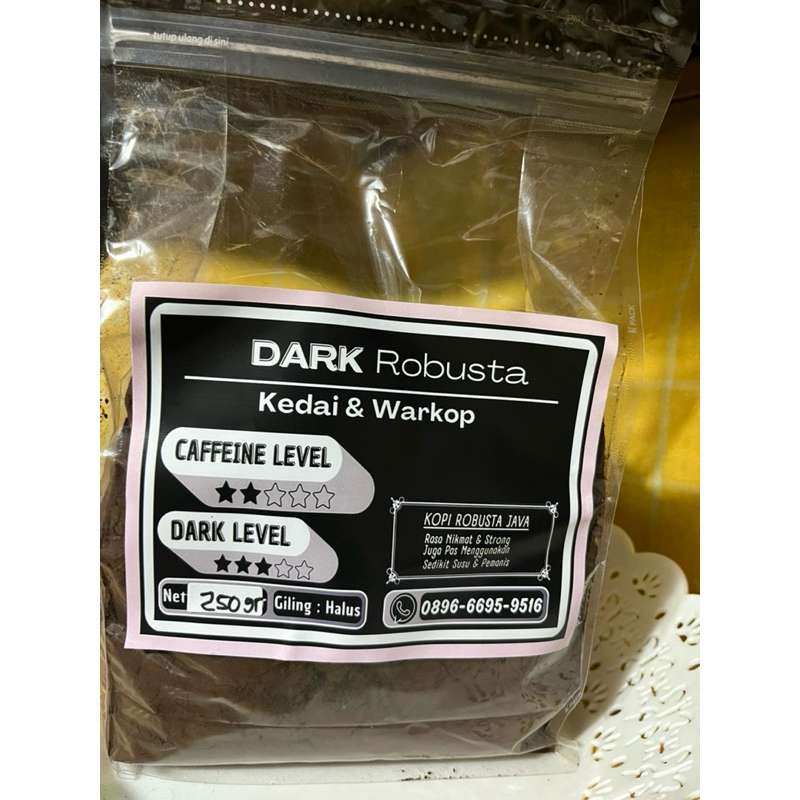 tutup ulang di sini
K PACK
DARK Robusta
Kedai & Warkop
CAFFEINE LEVEL
DARK LEVEL
KOPI ROBUSTA JAVA
Rasa Nikmat & Strong
Juga Pas Menggunakan
Sedikit Susu & Pemanis
Net 250 gr Giling : Halus
0896-6695-9516